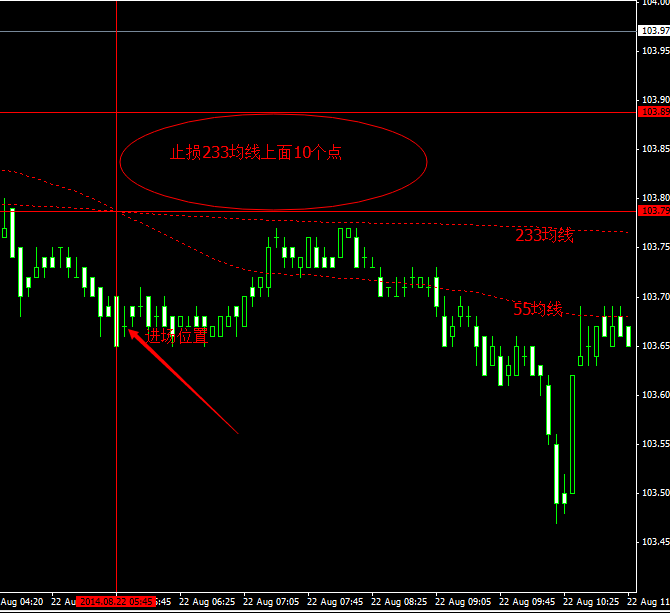 104.00
103.97
103.95
103.90
103.89
止损233均线上面10个点
103.85
103.80
103.79
233均线
103.75
103.70
55均线
进场位置
103.65
103.60
103.55
103.50
103.45
Aug 04:20
22 Au
2014.08.22 05:45
:45
22 Aug 06:25
22 Aug 07:05
22 Aug 07:45
22 Aug 08:25
22 Aug 09:05
22 Aug 09:45
22 Aug 10:25
22 Aug 11